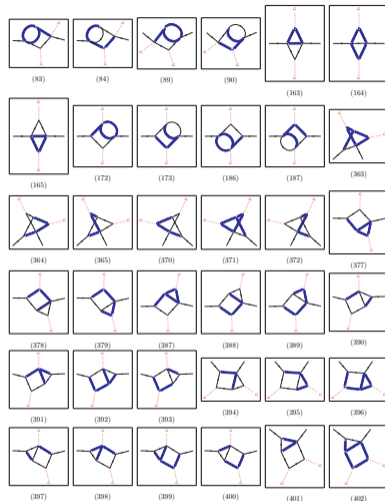 (83) (84) (89) (90) (163) (164)
(165) (172) (173) (186) (187) (363)
(364) (365) (370) (371) (372) (377)
(378) (379) (387) (388) (389) (390)
(391) (392) (393) (394) (395) (396)
(397) (398) (399) (400) (401) (402)